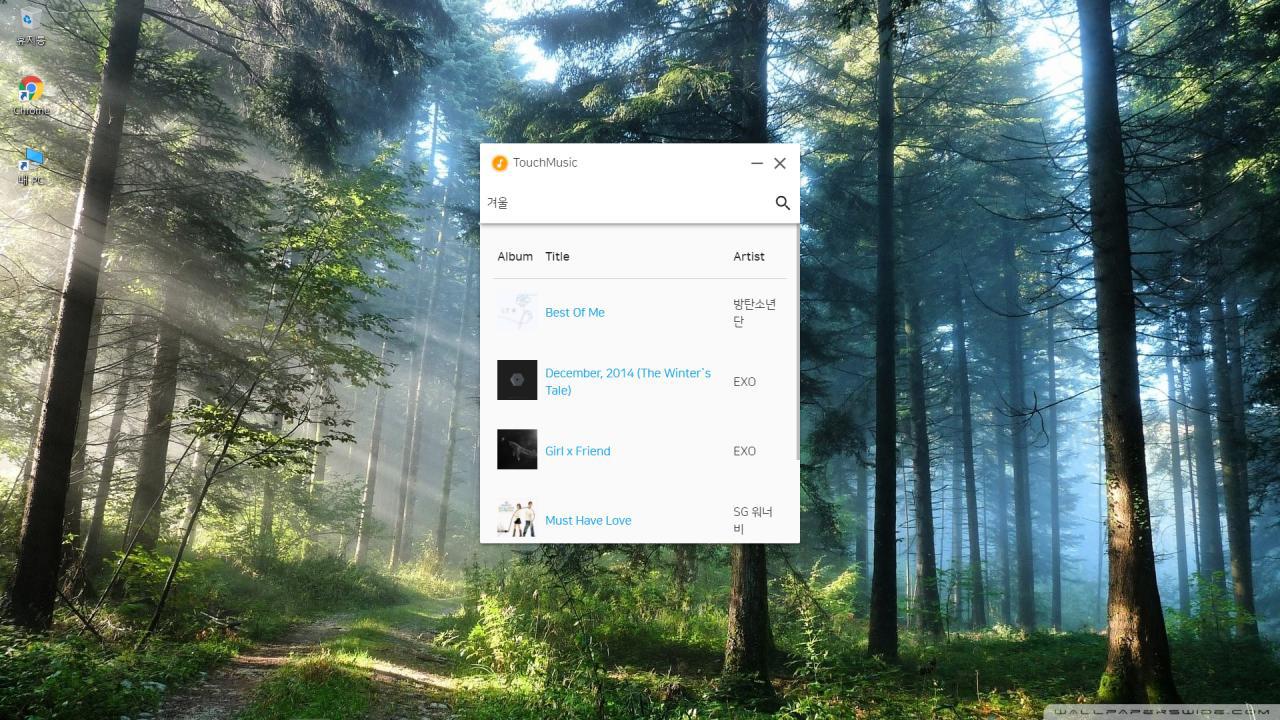 휴지통
Chrome
내 PC
TouchMusic
겨울
Album Title Artist
Best Of Me
방탄소년
단
December, 2014 (The Winter`s
Tale)
EXO
Girl x Friend
EXO
Must Have Love
SG 워너
비
WALLPAPERSWIDE.COM